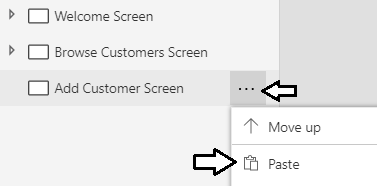 Welcome Screen
Browse Customers Screen
Add Customer Screen ...
Move up
Paste